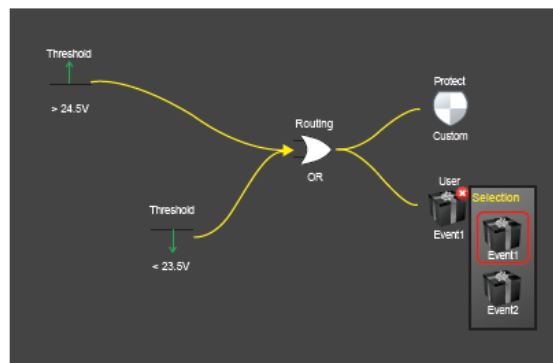 Threshold
> 24.5V
Threshold
< 23.5V
Routing
OR
Protect
Custom
User
Event1
Selection
Event1
Event2